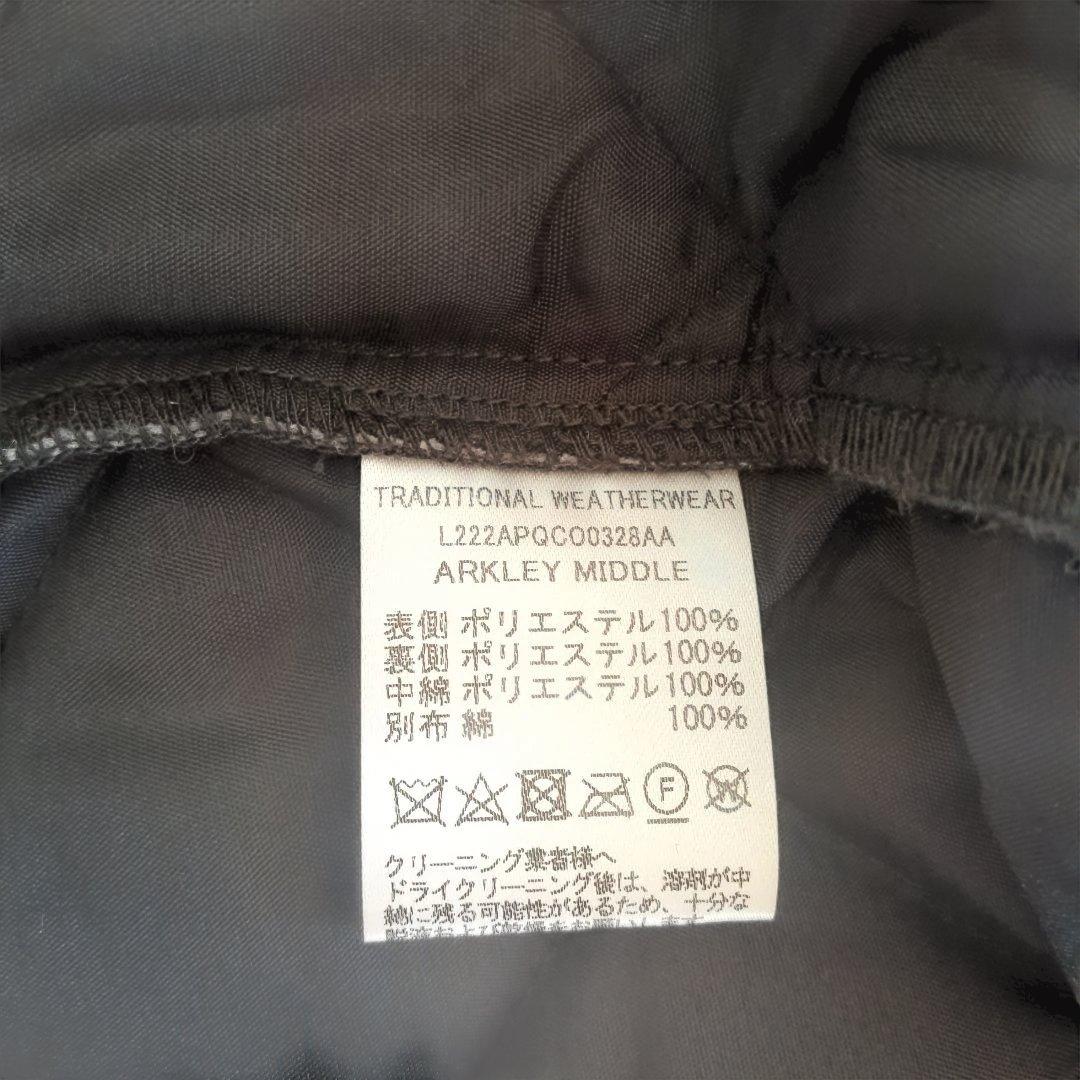 TRADITIONAL WEATHERWEAR
L222APQCO0328AA
ARKLEY MIDDLE
表側 ポリエステル100%
裏側 ポリエステル100%
中綿 ポリエステル100%
別布 綿 100%
F
W
クリーニング業者様へ
ドライクリーニング後は、溶剤が中
綿に残る可能性があるため、十分な